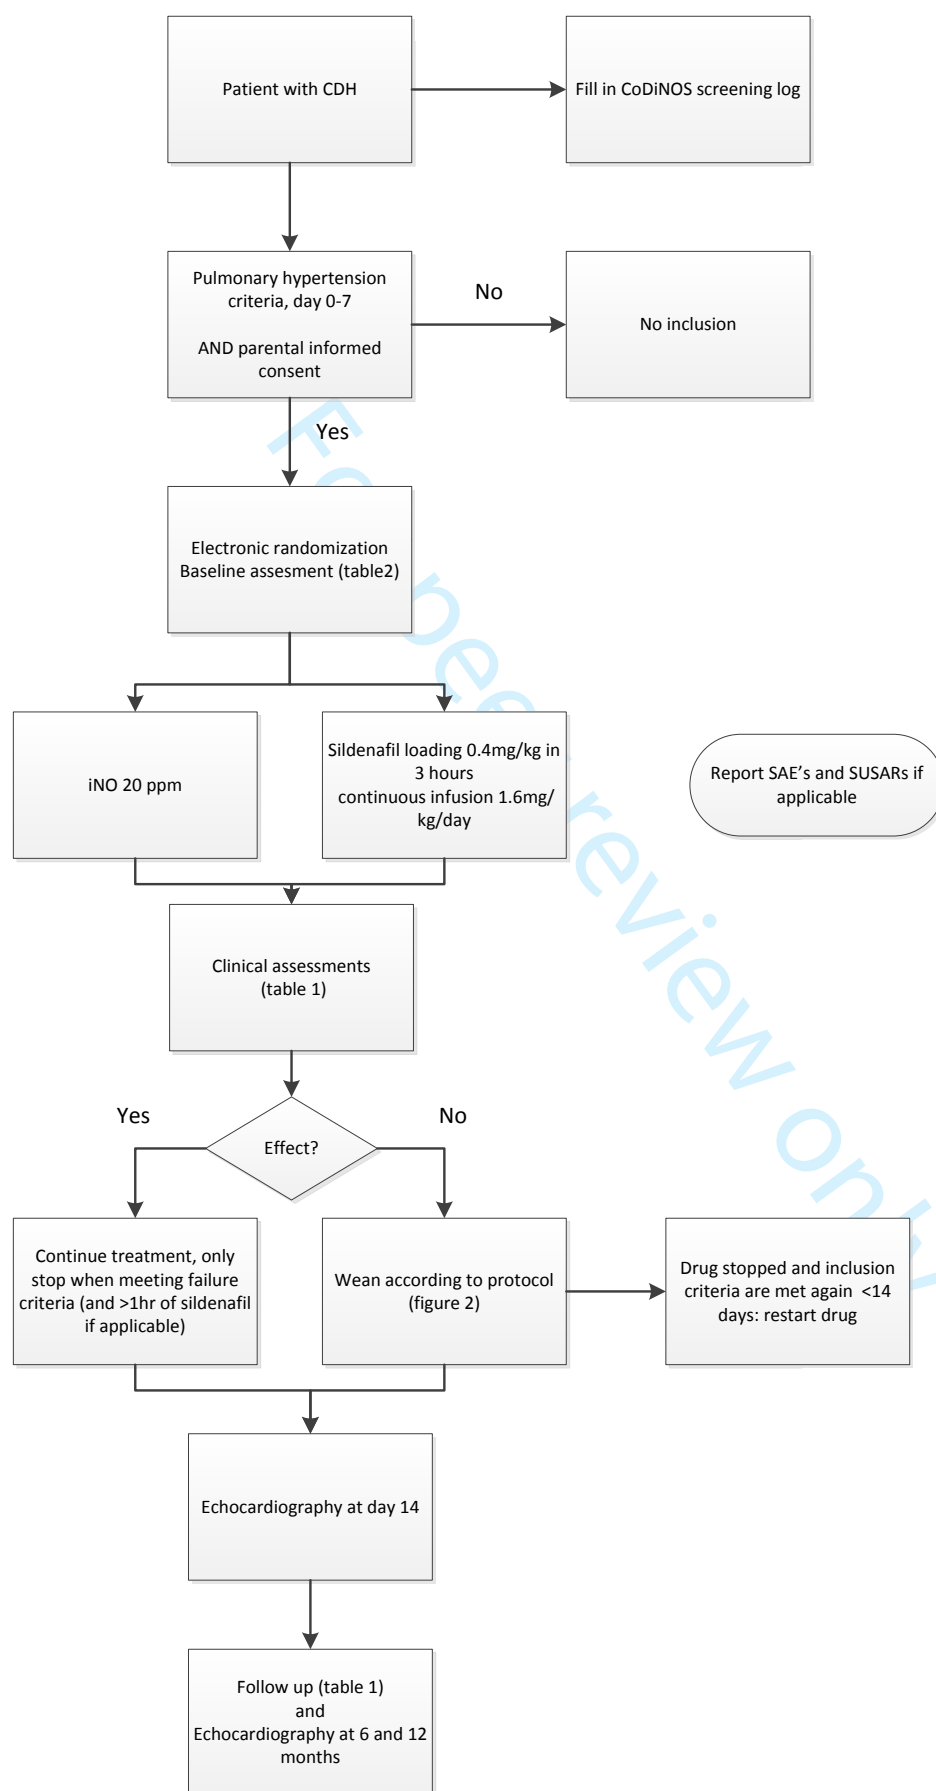 Patient with CDH
Fill in CoDiNOS screening log
Pulmonary hypertension
criteria, day 0-7
AND parental informed
consent
No
No inclusion
Yes
Electronic randomization
Baseline assesment (table2)
iNO 20 ppm
Sildenafil loading 0.4mg/kg in
3 hours
continuous infusion 1.6mg/
kg/day
Report SAE's and SUSARs if
applicable
Clinical assessments
(table 1)
Yes
No
Effect?
Continue treatment, only
stop when meeting failure
criteria (and >1hr of sildenafil
if applicable)
Wean according to protocol
(figure 2)
Drug stopped and inclusion
criteria are met again <14
days: restart drug
Echocardiography at day 14
Follow up (table 1)
and
Echocardiography at 6 and 12
months
For peer review only